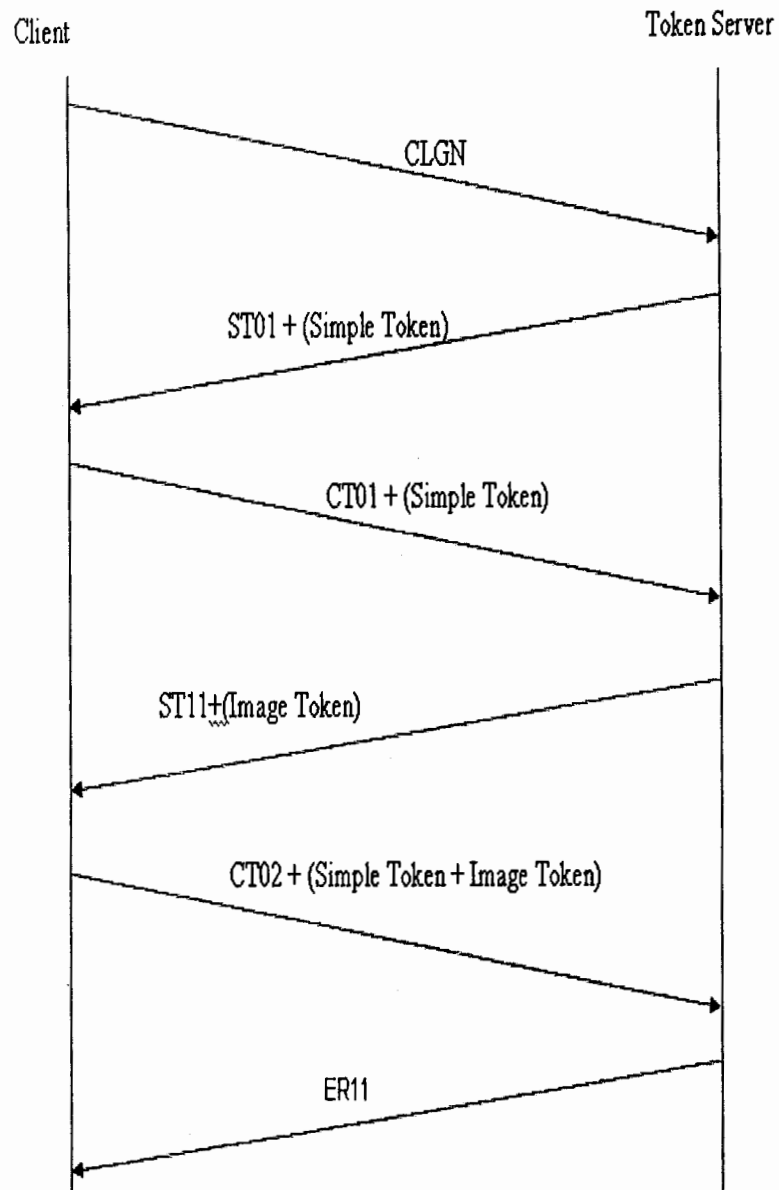 Client
Token Server
CLGN
ST01 + (Simple Token)
CT01 + (Simple Token)
ST11+(Image Token)
CT02 + (Simple Token + Image Token)
ER11